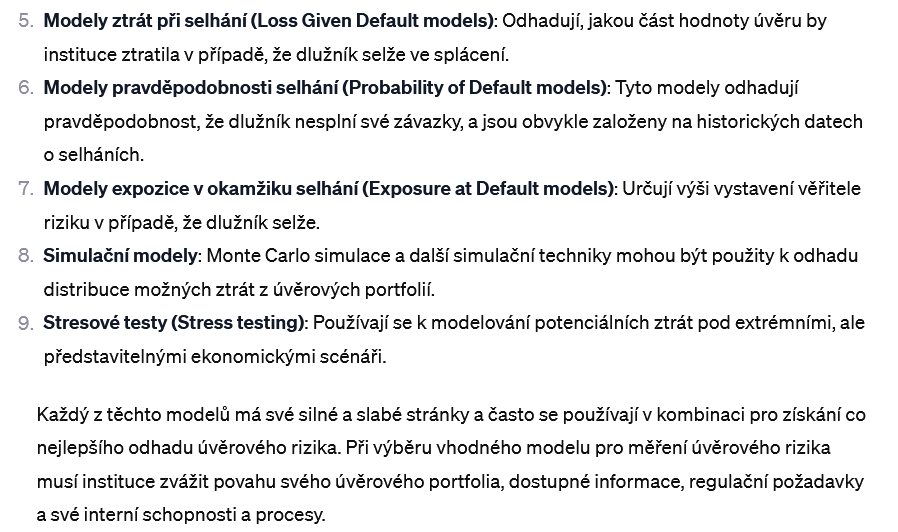 5. Modely ztrát při selhání (Loss Given Default models): Odhadují, jakou část hodnoty úvěru by
instituce ztratila v případě, že dlužník selže ve splácení.
6. Modely pravděpodobnosti selhání (Probability of Default models): Tyto modely odhadují
pravděpodobnost, že dlužník nesplní své závazky, a jsou obvykle založeny na historických datech
o selháních.
7. Modely expozice v okamžiku selhání (Exposure at Default models): Určují výši vystavení věřitele
riziku v případě, že dlužník selže.
8. Simulační modely: Monte Carlo simulace a další simulační techniky mohou být použity k odhadu
distribuce možných ztrát z úvěrových portfolií.
9. Stresové testy (Stress testing): Používají se k modelování potenciálních ztrát pod extrémními, ale
představitelnými ekonomickými scénáři.
Každý z těchto modelů má své silné a slabé stránky a často se používají v kombinaci pro získání co
nejlepšího odhadu úvěrového rizika. Při výběru vhodného modelu pro měření úvěrového rizika
musí instituce zvážit povahu svého úvěrového portfolia, dostupné informace, regulační požadavky
a své interní schopnosti a procesy.